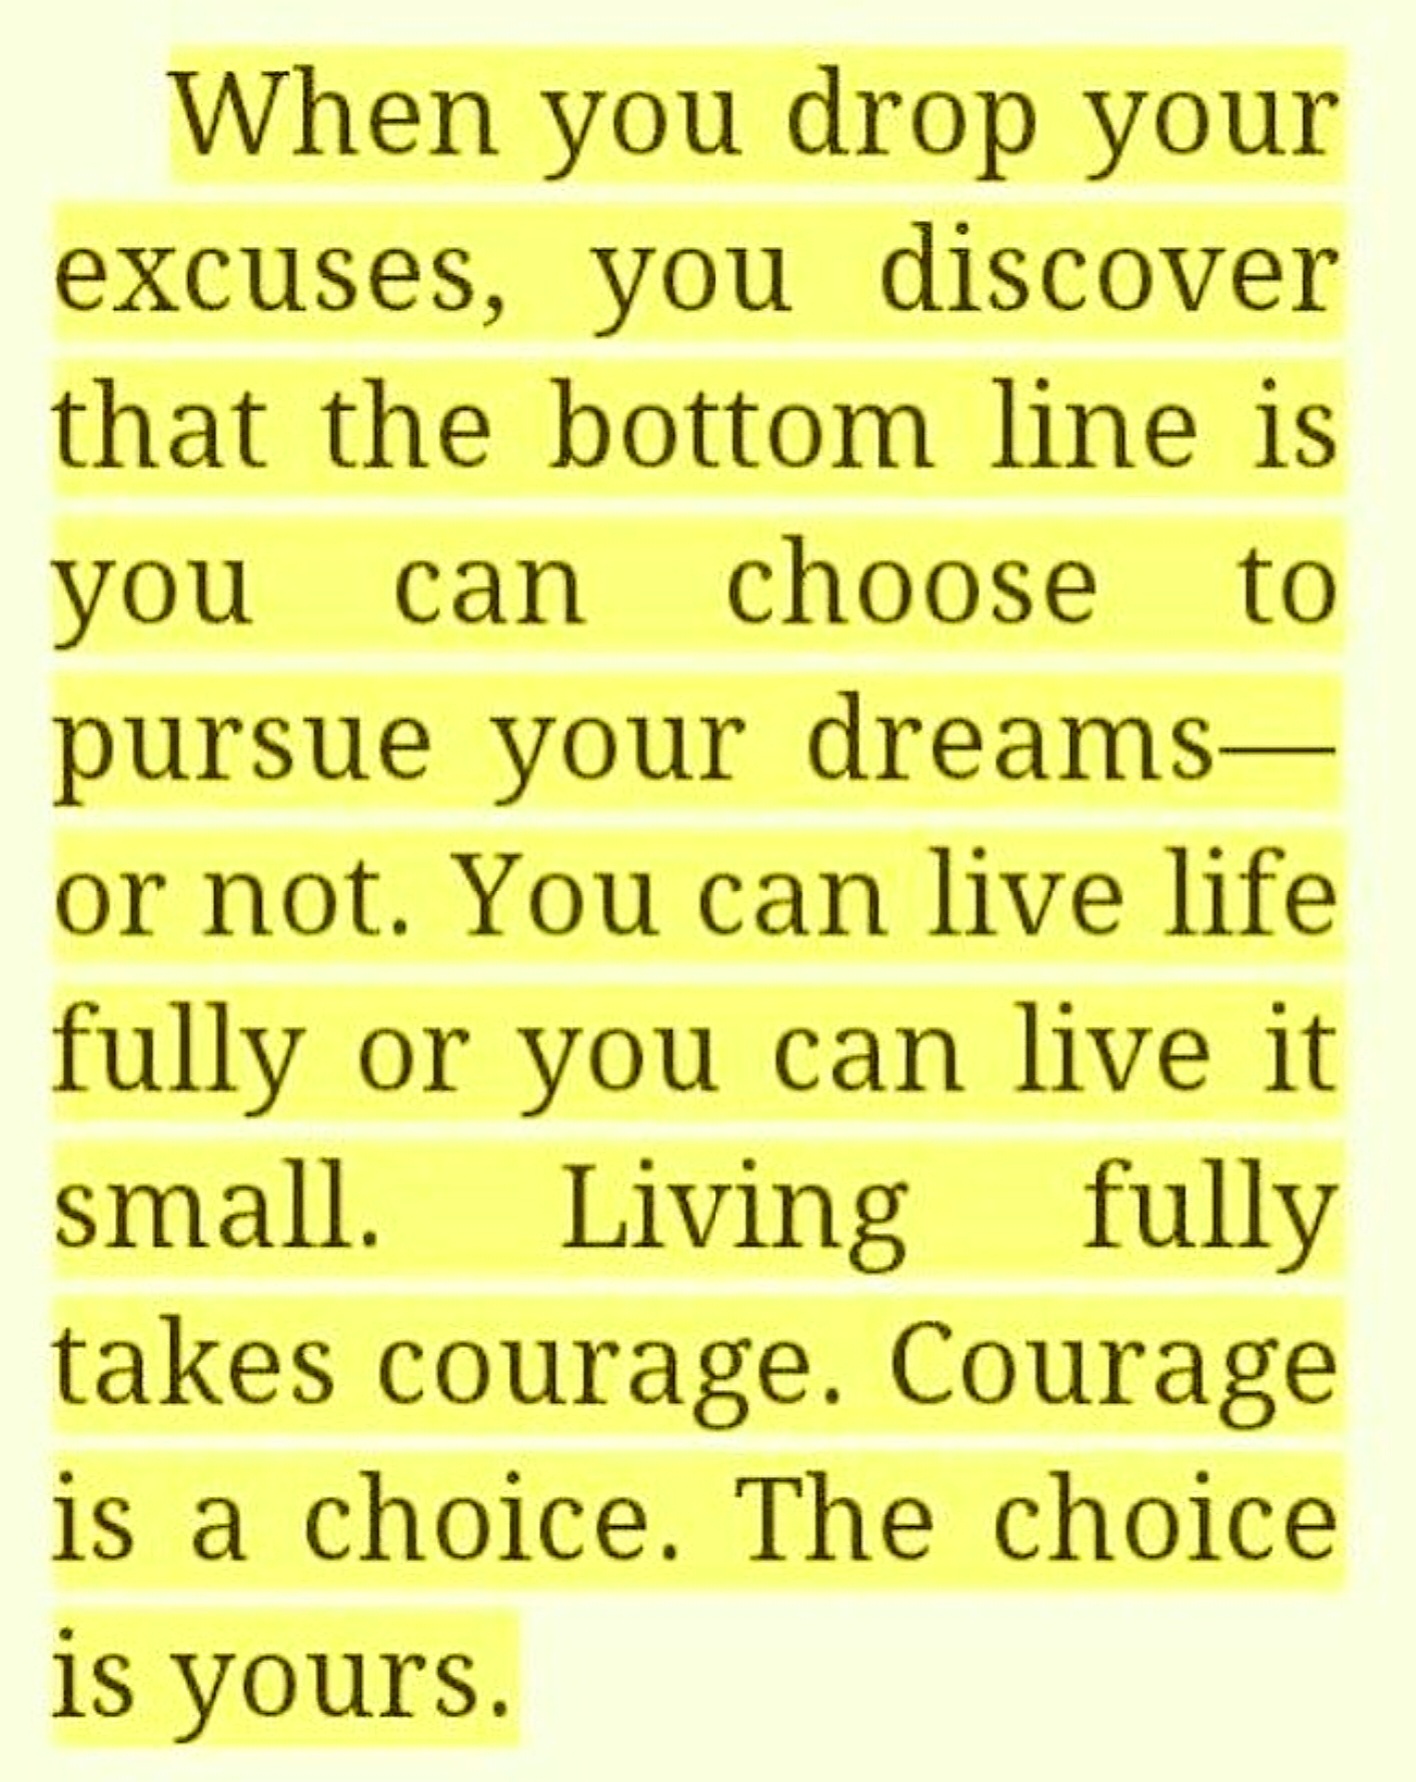 When you drop your
excuses, you discover
that the bottom line is
you can choose to
pursue your dreams—
or not. You can live life
fully or you can live it
small. Living fully
takes courage. Courage
is a choice. The choice
is yours.